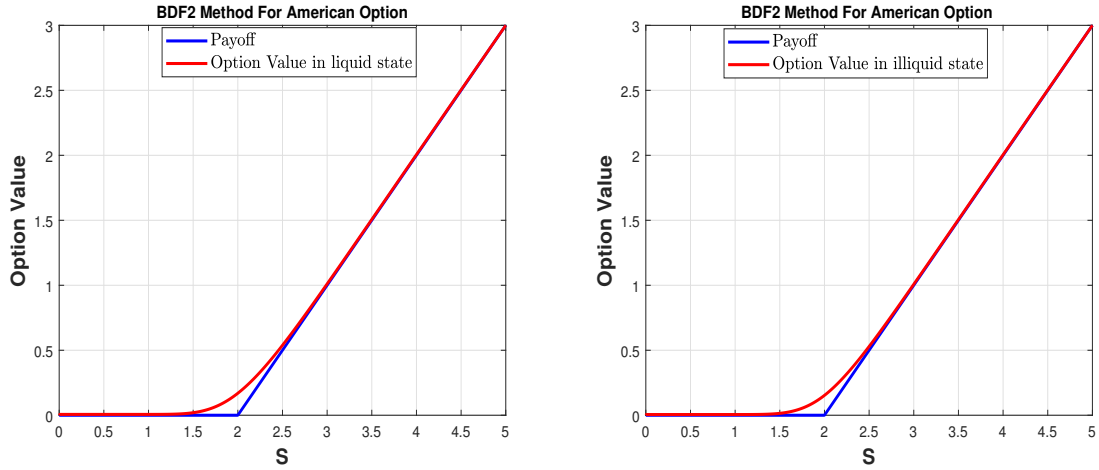 BDF2 Method For American Option
Payoff
Option Value in liquid state
Option Value
3
2.5
2
1.5
1
0.5
0
0 0.5 1 1.5 2 2.5 3 3.5 4 4.5 5
S
BDF2 Method For American Option
Payoff
Option Value in illiquid state
Option Value
3
2.5
2
1.5
1
0.5
0
0 0.5 1 1.5 2 2.5 3 3.5 4 4.5 5
S